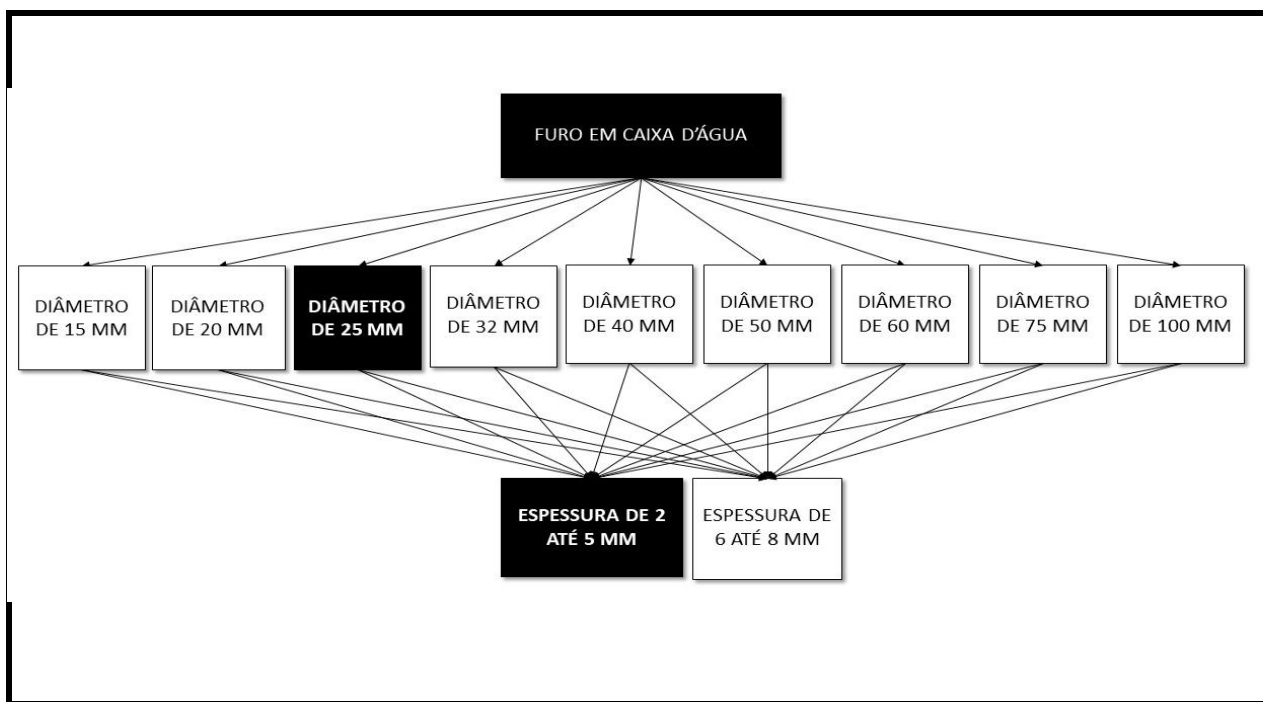 FURO EM CAIXA D'ÁGUA
DIÂMETRO
DE 15 MM
DIÂMETRO
DE 20 MM
DIÂMETRO
DE 25 MM
DIÂMETRO
DE 32 MM
DIÂMETRO
DE 40 MM
DIÂMETRO
DE 50 MM
DIÂMETRO
DE 60 MM
DIÂMETRO
DE 75 MM
DIÂMETRO
DE 100 MM
ESPESSURA DE 2
ATÉ 5 MM
ESPESSURA DE
6 ATÉ 8 MM